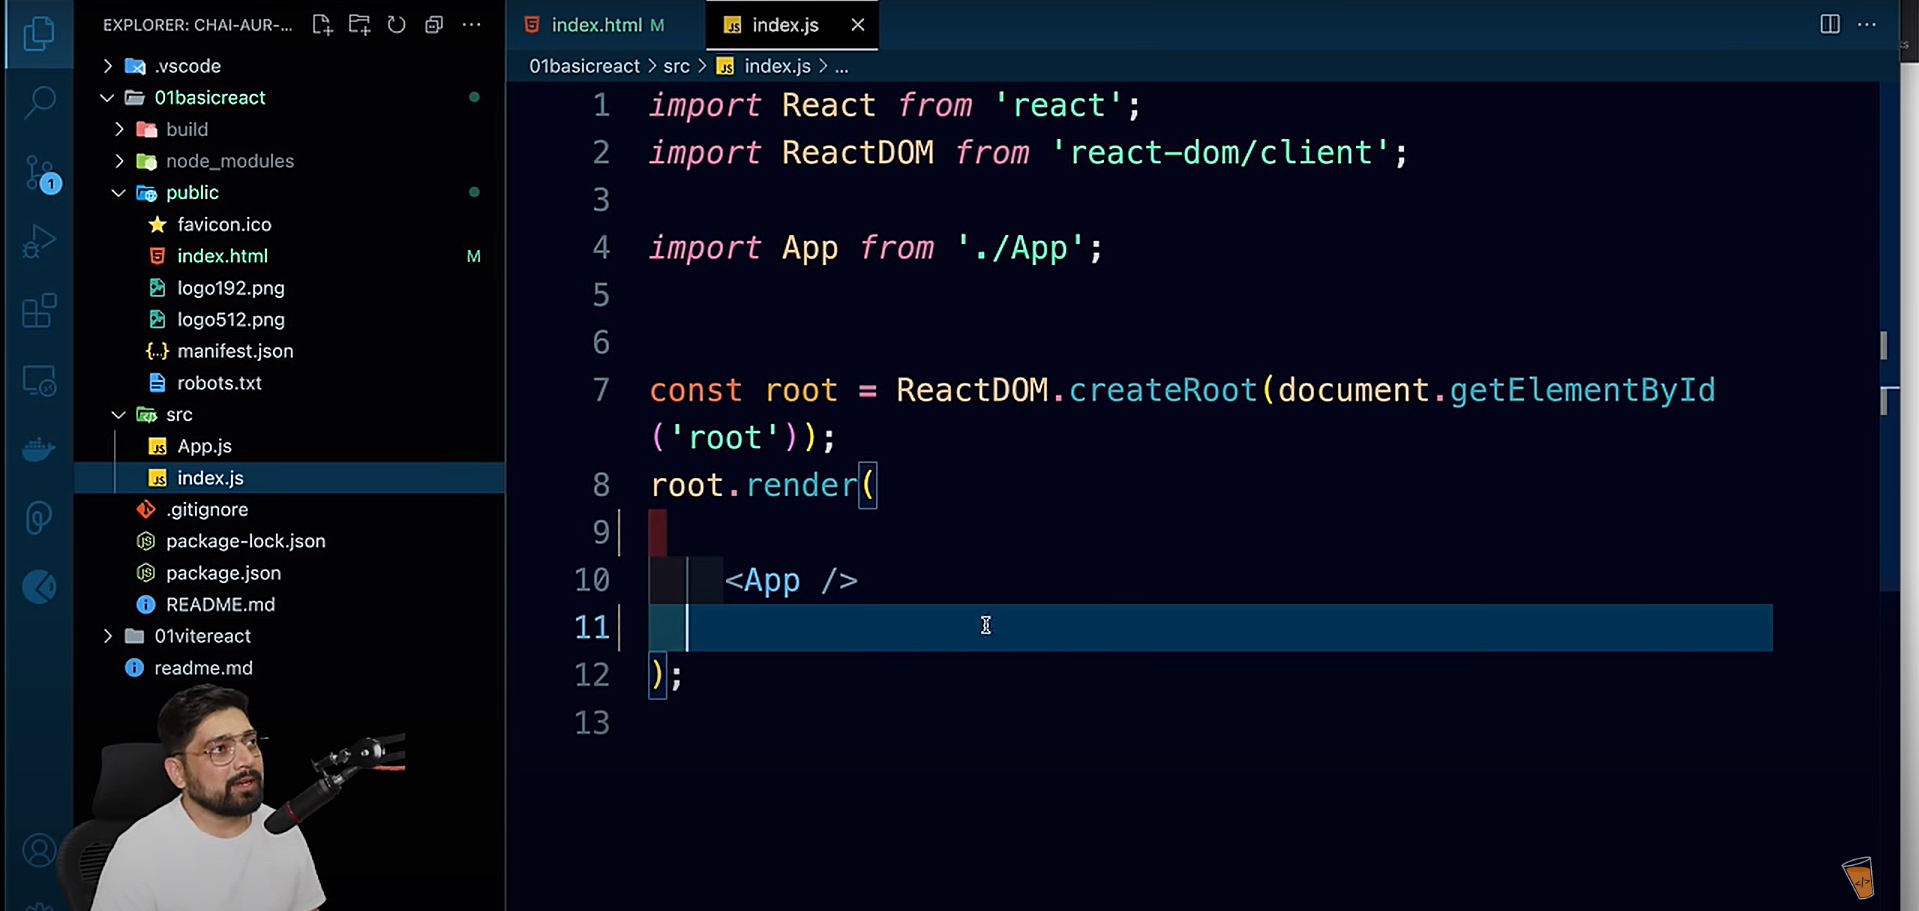 EXPLORER: CHAI-AUR-...
.vscode
01basicreact
build
node_modules
public
favicon.ico
index.html M
logo192.png
logo512.png
manifest.json
robots.txt
src
App.js
index.js
.gitignore
package-lock.json
package.json
README.md
01vitereact
readme.md
1
index.html M
index.js
01basicreact > src > JS index.js > ...
1 import React from 'react';
2 import ReactDOM from 'react-dom/client';
3
4 import App from './App';
5
6
7 const root = ReactDOM.createRoot(document.getElementById
('root'));
8 root.render(
9
10 <App />
11
12 );
13